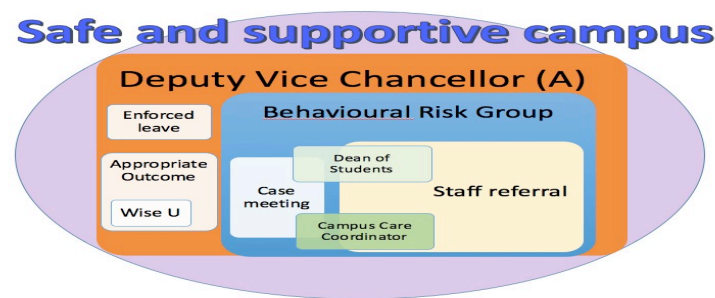 Safe and supportive campus
Deputy Vice Chancellor (A)
Enforced
leave
Behavioural Risk Group
Appropriate
Outcome
Wise U
Case
meeting
Dean of
Students
Staff referral
Campus Care
Coordinator